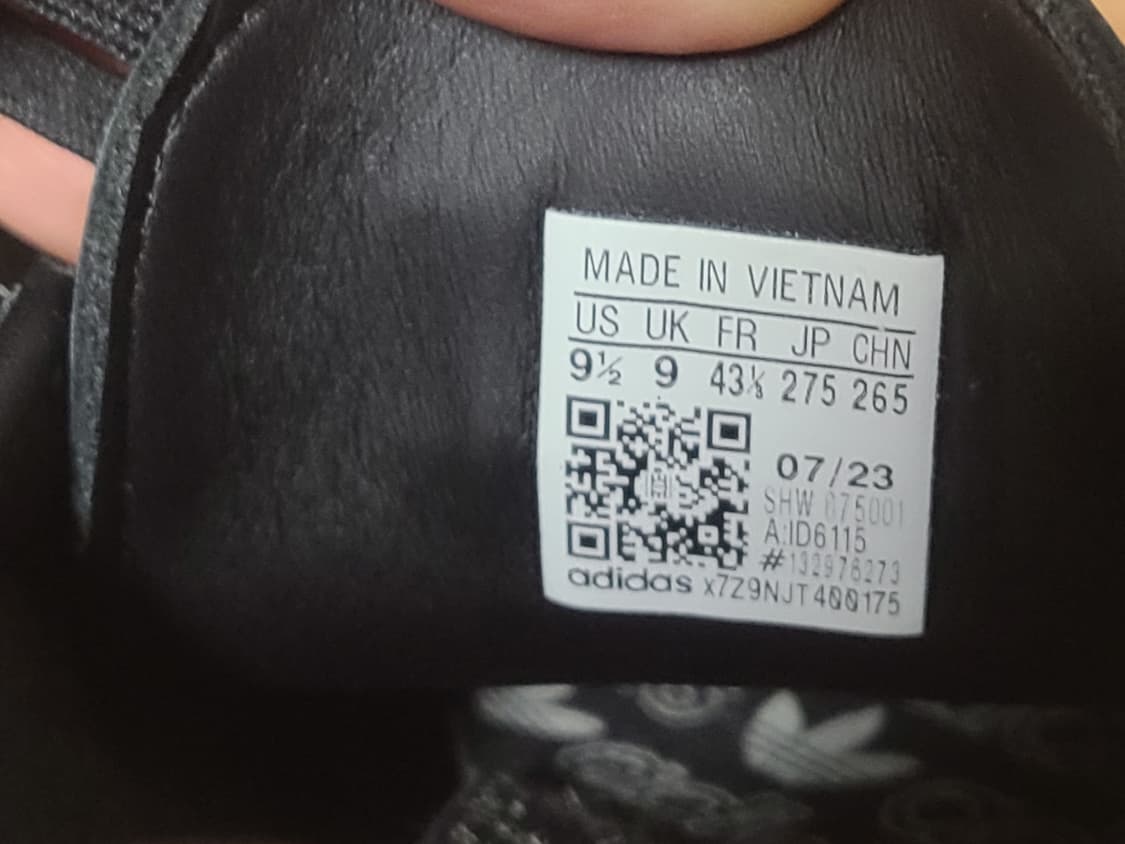 MADE IN VIETNAM
US UK FR JP CHN
9½ 9 43⅓ 275 265
07/23
SHW 675001
A:ID6115
#132976273
adidas x7Z9NJT400175